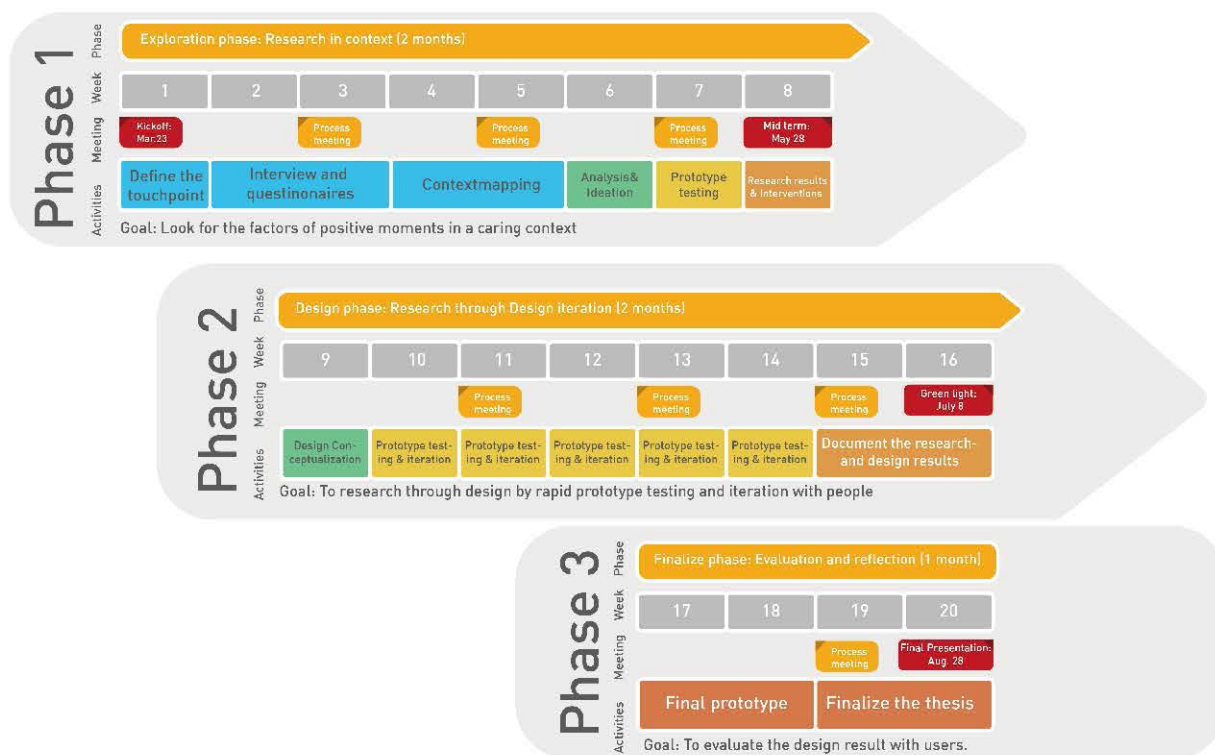 Phase 1
Phase
Exploration phase: Research in context (2 months)
Week
1 2 3 4 5 6 7 8
Meeting
Kickoff:
Mar.23
Process
meeting
Process
meeting
Process
meeting
Mid term:
May 28
Activities
Define the
touchpoint
Interview and
questinonaires
Contextmapping
Analysis&
Ideation
Prototype
testing
Research results
& Interventions
Goal: Look for the factors of positive moments in a caring context
Phase 2
Phase
Design phase: Research through Design iteration (2 months)
Week
9 10 11 12 13 14 15 16
Meeting
Process
meeting
Process
meeting
Process
meeting
Green light:
July 8
Activities
Design Con-
ceptualization
Prototype test-
ing & iteration
Prototype test-
ing & iteration
Prototype test-
ing & iteration
Prototype test-
ing & iteration
Prototype test-
ing & iteration
Document the research-
and design results
Goal: To research through design by rapid prototype testing and iteration with people
Phase 3
Phase
Finalize phase: Evaluation and reflection (1 month)
Week
17 18 19 20
Meeting
Process
meeting
Final Presentation:
Aug. 28
Activities
Final prototype
Finalize the thesis
Goal: To evaluate the design result with users.